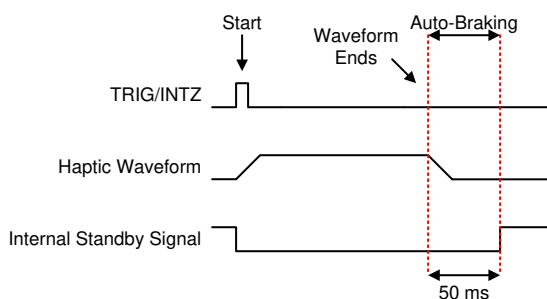 Start
Auto-Braking
Waveform
Ends
TRIG/INTZ
Haptic Waveform
Internal Standby Signal
50 ms